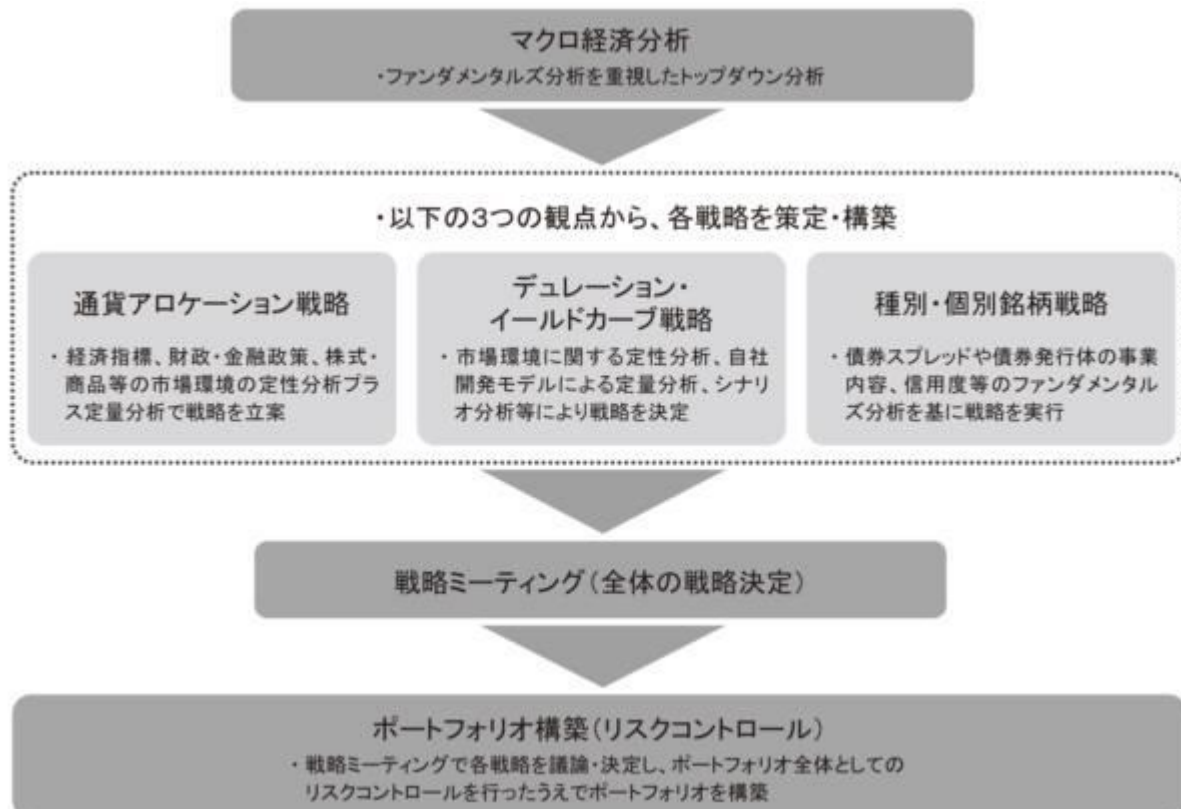 マクロ経済分析
・ファンダメンタルズ分析を重視したトップダウン分析
・以下の3つの観点から、各戦略を策定・構築
通貨アロケーション戦略
・経済指標、財政・金融政策、株式・
商品等の市場環境の定性分析プラ
ス定量分析で戦略を立案
デュレーション・
イールドカーブ戦略
・市場環境に関する定性分析、自社
開発モデルによる定量分析、シナリ
オ分析等により戦略を決定
種別・個別銘柄戦略
・債券スプレッドや債券発行体の事業
内容、信用度等のファンダメンタル
ズ分析を基に戦略を実行
戦略ミーティング(全体の戦略決定)
ポートフォリオ構築(リスクコントロール)
・戦略ミーティングで各戦略を議論・決定し、ポートフォリオ全体としての
リスクコントロールを行ったうえでポートフォリオを構築